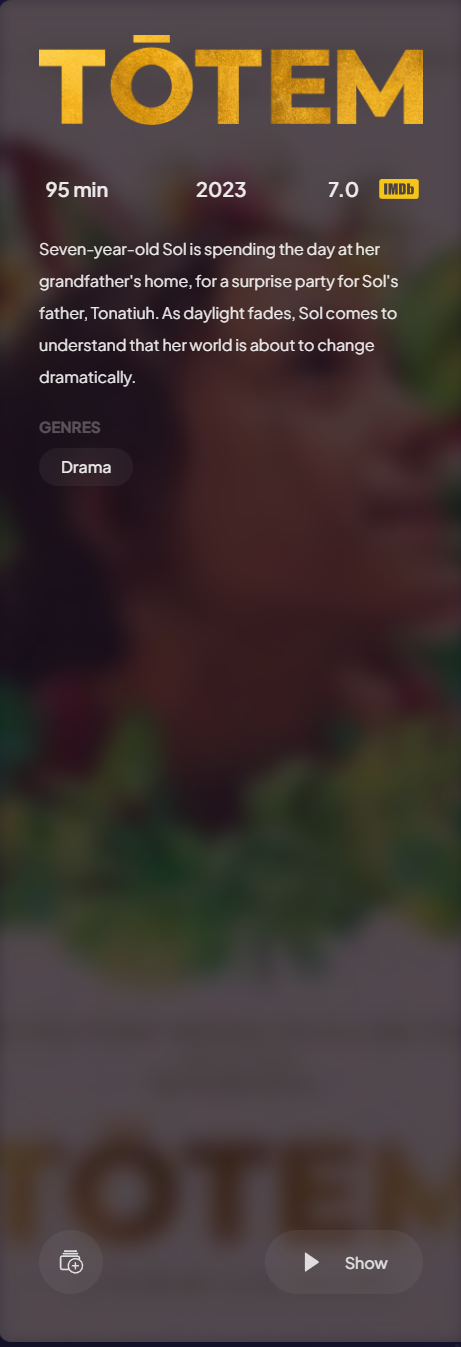 TŌTEM
95 min 2023 7.0 IMDb
Seven-year-old Sol is spending the day at her
grandfather's home, for a surprise party for Sol's
father, Tonatiuh. As daylight fades, Sol comes to
understand that her world is about to change
dramatically.
GENRES
Drama
TŌTEM
Show